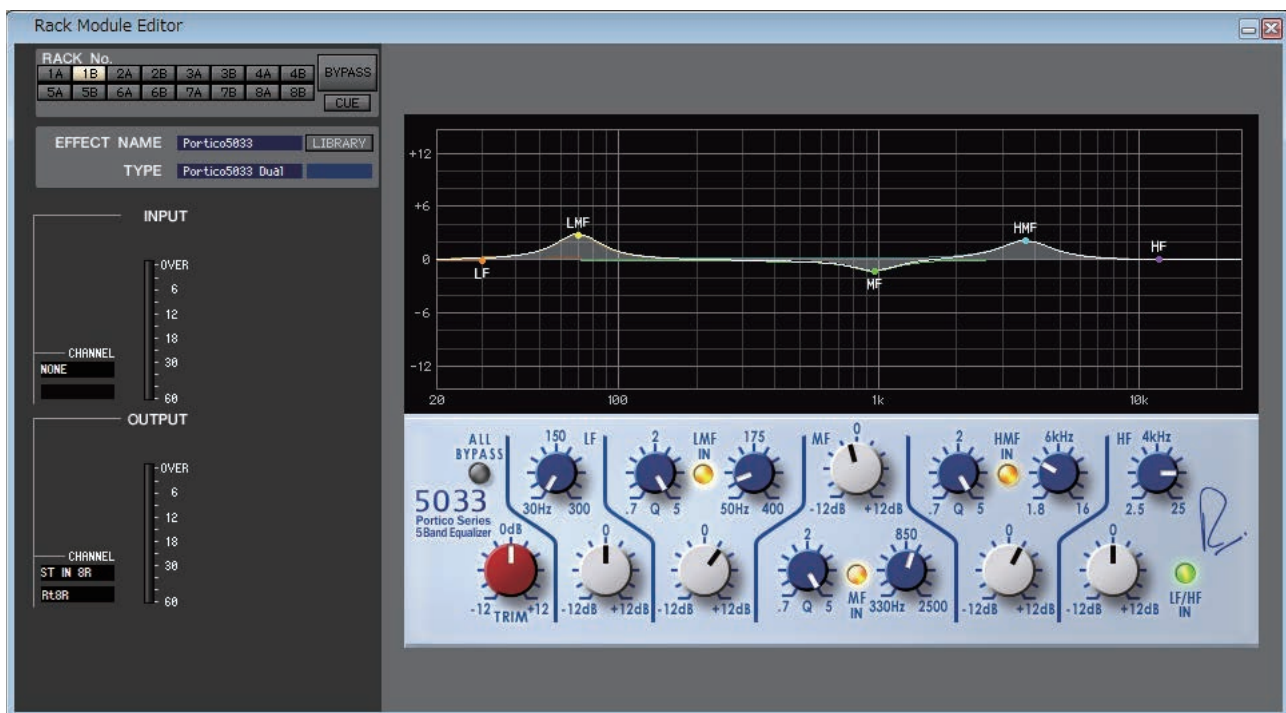 Rack Module Editor
RACK No.
1A 1B 2A 2B 3A 3B 4A 4B BYPASS
5A 5B 6A 6B 7A 7B 8A 8B CUE
EFFECT NAME Portico5033 LIBRARY
TYPE Portico5033 Dual
INPUT
OVER
6
12
18
30
60
CHANNEL
NONE
OUTPUT
OVER
6
12
18
30
60
CHANNEL
ST IN 8R
Rt8R
+12
+6
0
-6
-12
LF
LMF
MF
HMF
HF
20 100 1k 10k
ALL
BYPASS
5033
Portico Series
5Band Equalizer
0dB
-12 +12
TRIM
150 LF
30Hz 300
0
-12dB +12dB
2
.7 Q 5
LMF
IN
175
50Hz 400
0
-12dB +12dB
MF 0
-12dB +12dB
2
.7 Q 5
MF
IN
850
330Hz 2500
2
.7 Q 5
HMF
IN
6kHz
1.8 16
0
-12dB +12dB
HF 4kHz
2.5 25
0
-12dB +12dB
LF/HF
IN